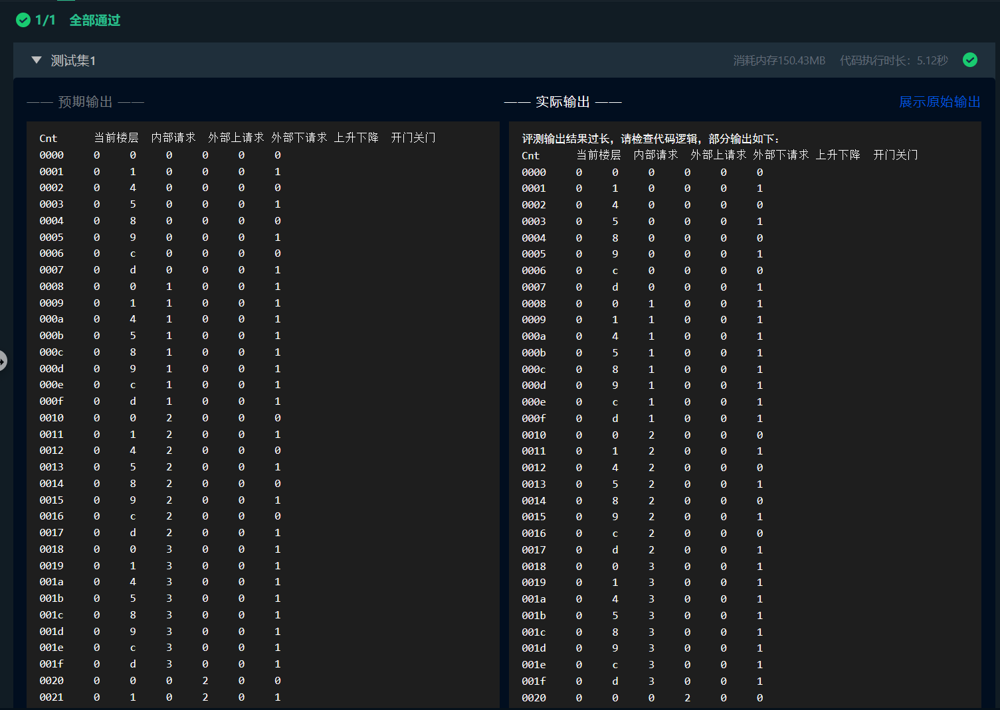 1/1 全部通过
测试集1 消耗内存150.43MB 代码执行时长：5.12秒
—— 预期输出 ——
Cnt 当前楼层 内部请求 外部上请求 外部下请求 上升下降 开门关门
0000 0 0 0 0 0 0
0001 0 1 0 0 0 1
0002 0 4 0 0 0 0
0003 0 5 0 0 0 1
0004 0 8 0 0 0 0
0005 0 9 0 0 0 1
0006 0 c 0 0 0 0
0007 0 d 0 0 0 1
0008 0 0 1 0 0 1
0009 0 1 1 0 0 1
000a 0 4 1 0 0 1
000b 0 5 1 0 0 1
000c 0 8 1 0 0 1
000d 0 9 1 0 0 1
000e 0 c 1 0 0 1
000f 0 d 1 0 0 1
0010 0 0 2 0 0 0
0011 0 1 2 0 0 1
0012 0 4 2 0 0 0
0013 0 5 2 0 0 1
0014 0 8 2 0 0 0
0015 0 9 2 0 0 1
0016 0 c 2 0 0 0
0017 0 d 2 0 0 1
0018 0 0 3 0 0 1
0019 0 1 3 0 0 1
001a 0 4 3 0 0 1
001b 0 5 3 0 0 1
001c 0 8 3 0 0 1
001d 0 9 3 0 0 1
001e 0 c 3 0 0 1
001f 0 d 3 0 0 1
0020 0 0 0 2 0 0
0021 0 1 0 2 0 1
—— 实际输出 ——
展示原始输出
评测输出结果过长，请检查代码逻辑，部分输出如下：
Cnt 当前楼层 内部请求 外部上请求 外部下请求 上升下降 开门关门
0000 0 0 0 0 0 0
0001 0 1 0 0 0 1
0002 0 4 0 0 0 0
0003 0 5 0 0 0 1
0004 0 8 0 0 0 0
0005 0 9 0 0 0 1
0006 0 c 0 0 0 0
0007 0 d 0 0 0 1
0008 0 0 1 0 0 1
0009 0 1 1 0 0 1
000a 0 4 1 0 0 1
000b 0 5 1 0 0 1
000c 0 8 1 0 0 1
000d 0 9 1 0 0 1
000e 0 c 1 0 0 1
000f 0 d 1 0 0 1
0010 0 0 2 0 0 0
0011 0 1 2 0 0 1
0012 0 4 2 0 0 0
0013 0 5 2 0 0 1
0014 0 8 2 0 0 0
0015 0 9 2 0 0 1
0016 0 c 2 0 0 0
0017 0 d 2 0 0 1
0018 0 0 3 0 0 1
0019 0 1 3 0 0 1
001a 0 4 3 0 0 1
001b 0 5 3 0 0 1
001c 0 8 3 0 0 1
001d 0 9 3 0 0 1
001e 0 c 3 0 0 1
001f 0 d 3 0 0 1
0020 0 0 0 2 0 0